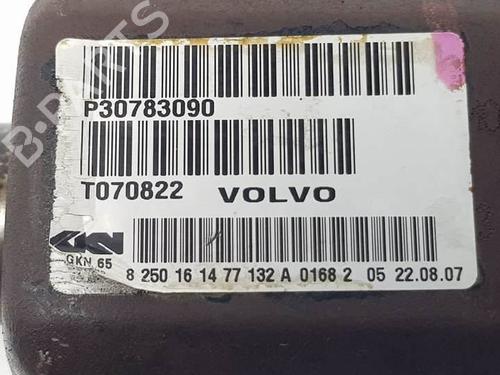 B-PARTS
P30783090
T070822 VOLVO
GKN
GKN 65
8 250 16 14 77 132 A 0168 2 05 22.08.07